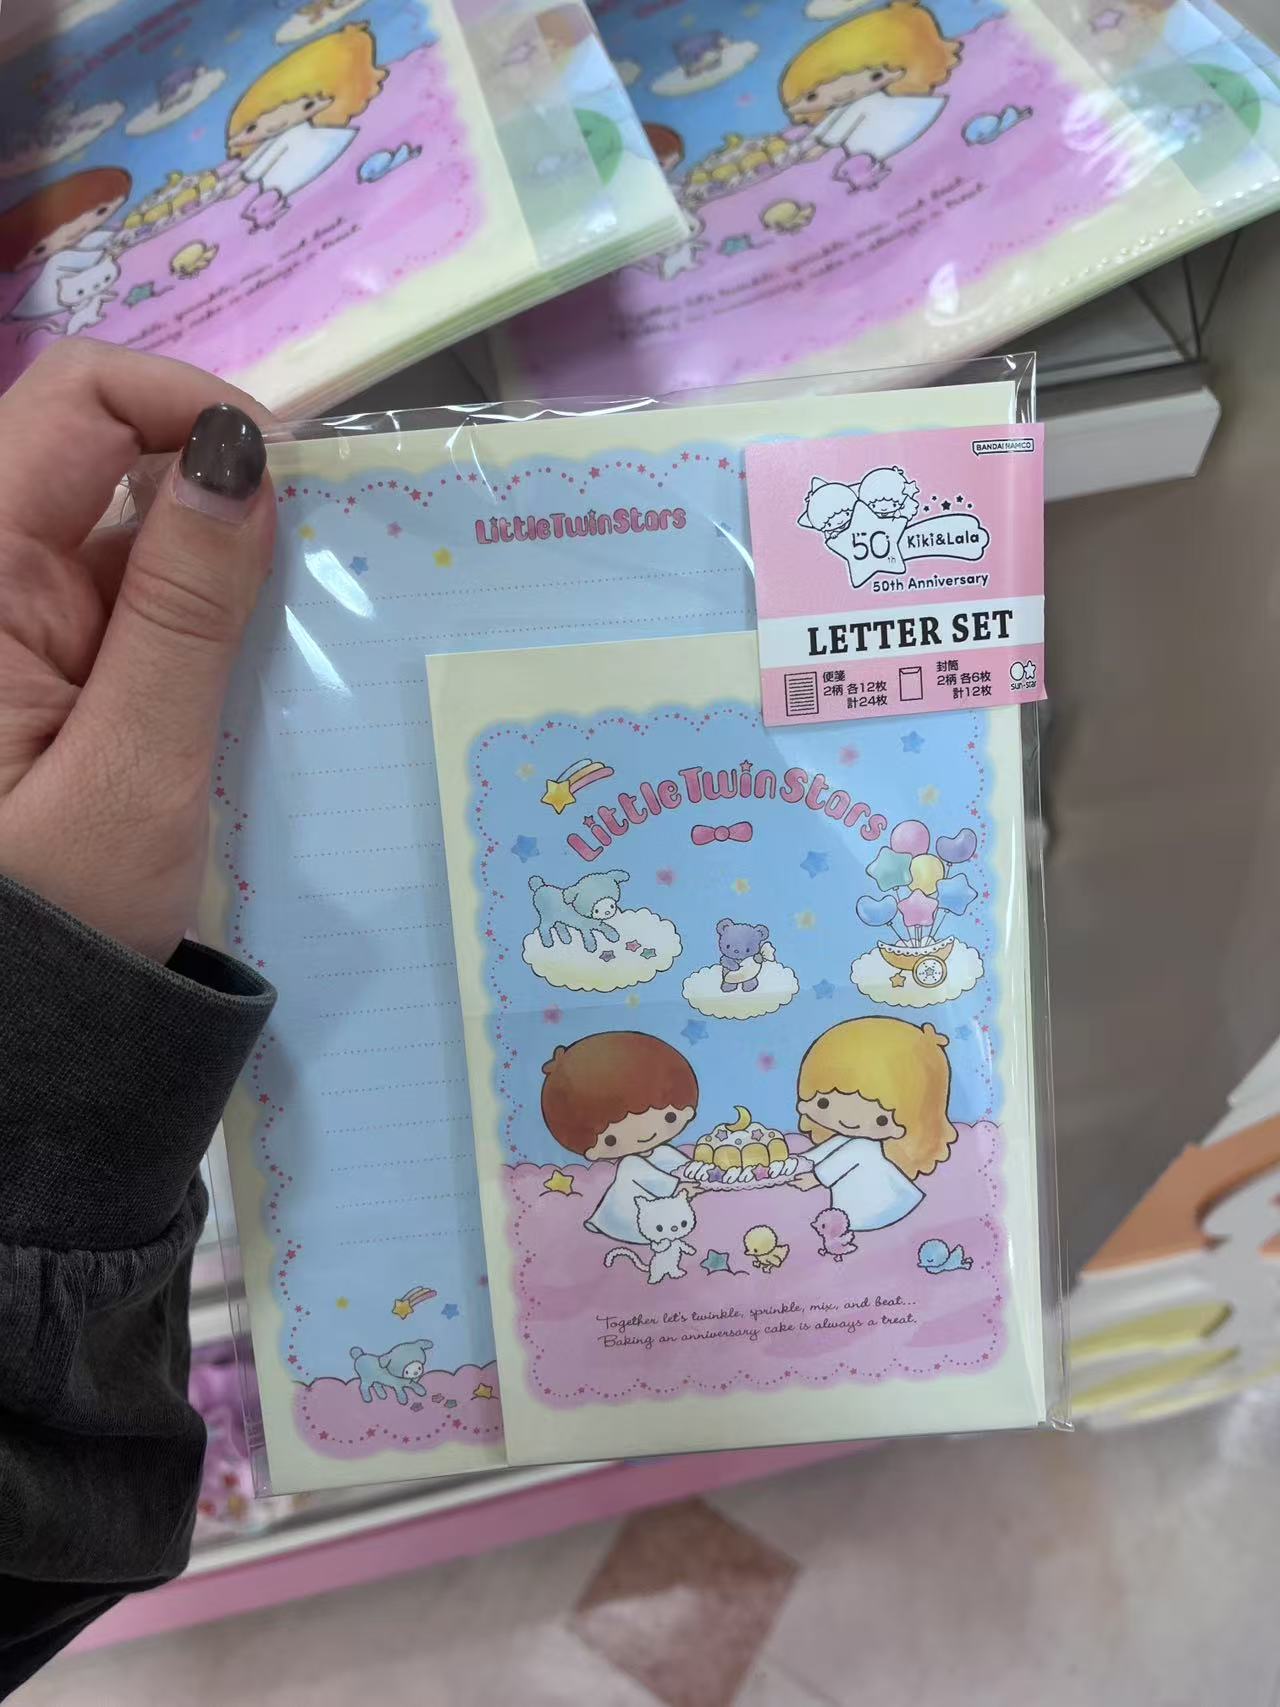 LittleTwinStars
BANDAI NAMCO
50th
Kiki&Lala
50th Anniversary
LETTER SET
便箋
2柄 各12枚
計24枚
封筒
2柄 各6枚
計12枚
sun-star
LittleTwinStars
Together let's twinkle, sprinkle, mix, and beat...
Baking an anniversary cake is always a treat.